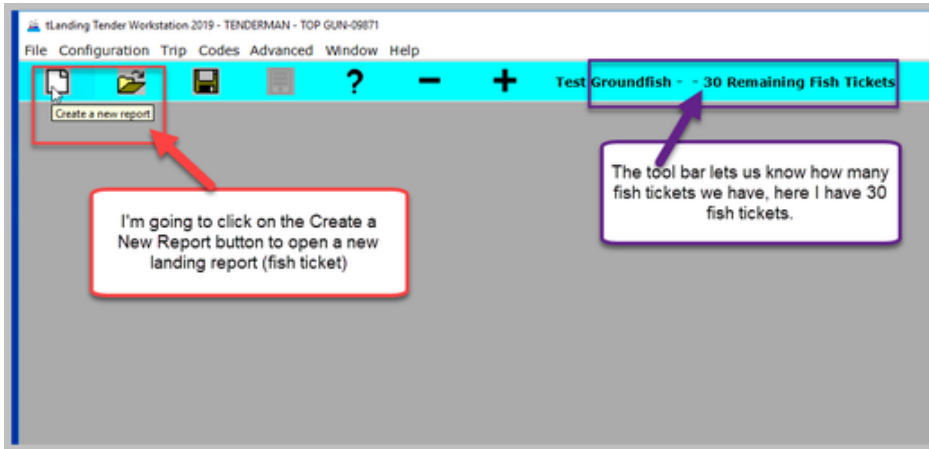 tLanding Tender Workstation 2019 - TENDERMAN - TOP GUN-09871
File Configuration Trip Codes Advanced Window Help
? − + Test Groundfish - - 30 Remaining Fish Tickets
Create a new report
The tool bar lets us know how many
fish tickets we have, here I have 30
fish tickets.
I'm going to click on the Create a
New Report button to open a new
landing report (fish ticket)